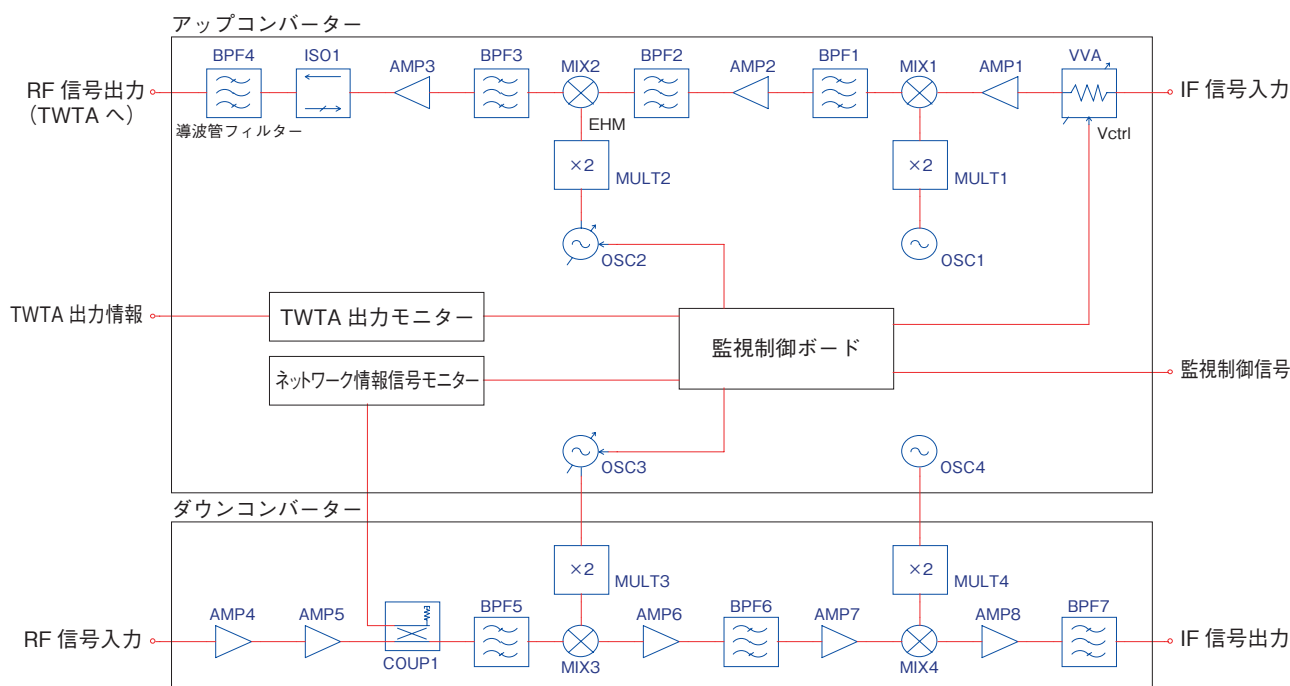 アップコンバーター
BPF4
ISO1
AMP3
BPF3
MIX2
BPF2
AMP2
BPF1
MIX1
AMP1
VVA
RF 信号出力
(TWTA へ)
IF 信号入力
導波管フィルター
EHM
Vctrl
×2
MULT2
×2
MULT1
OSC2
OSC1
TWTA 出力情報
TWTA 出力モニター
監視制御ボード
ネットワーク情報信号モニター
監視制御信号
OSC3
OSC4
ダウンコンバーター
×2
MULT3
×2
MULT4
RF 信号入力
AMP4
AMP5
COUP1
BPF5
MIX3
AMP6
BPF6
AMP7
MIX4
AMP8
BPF7
IF 信号出力